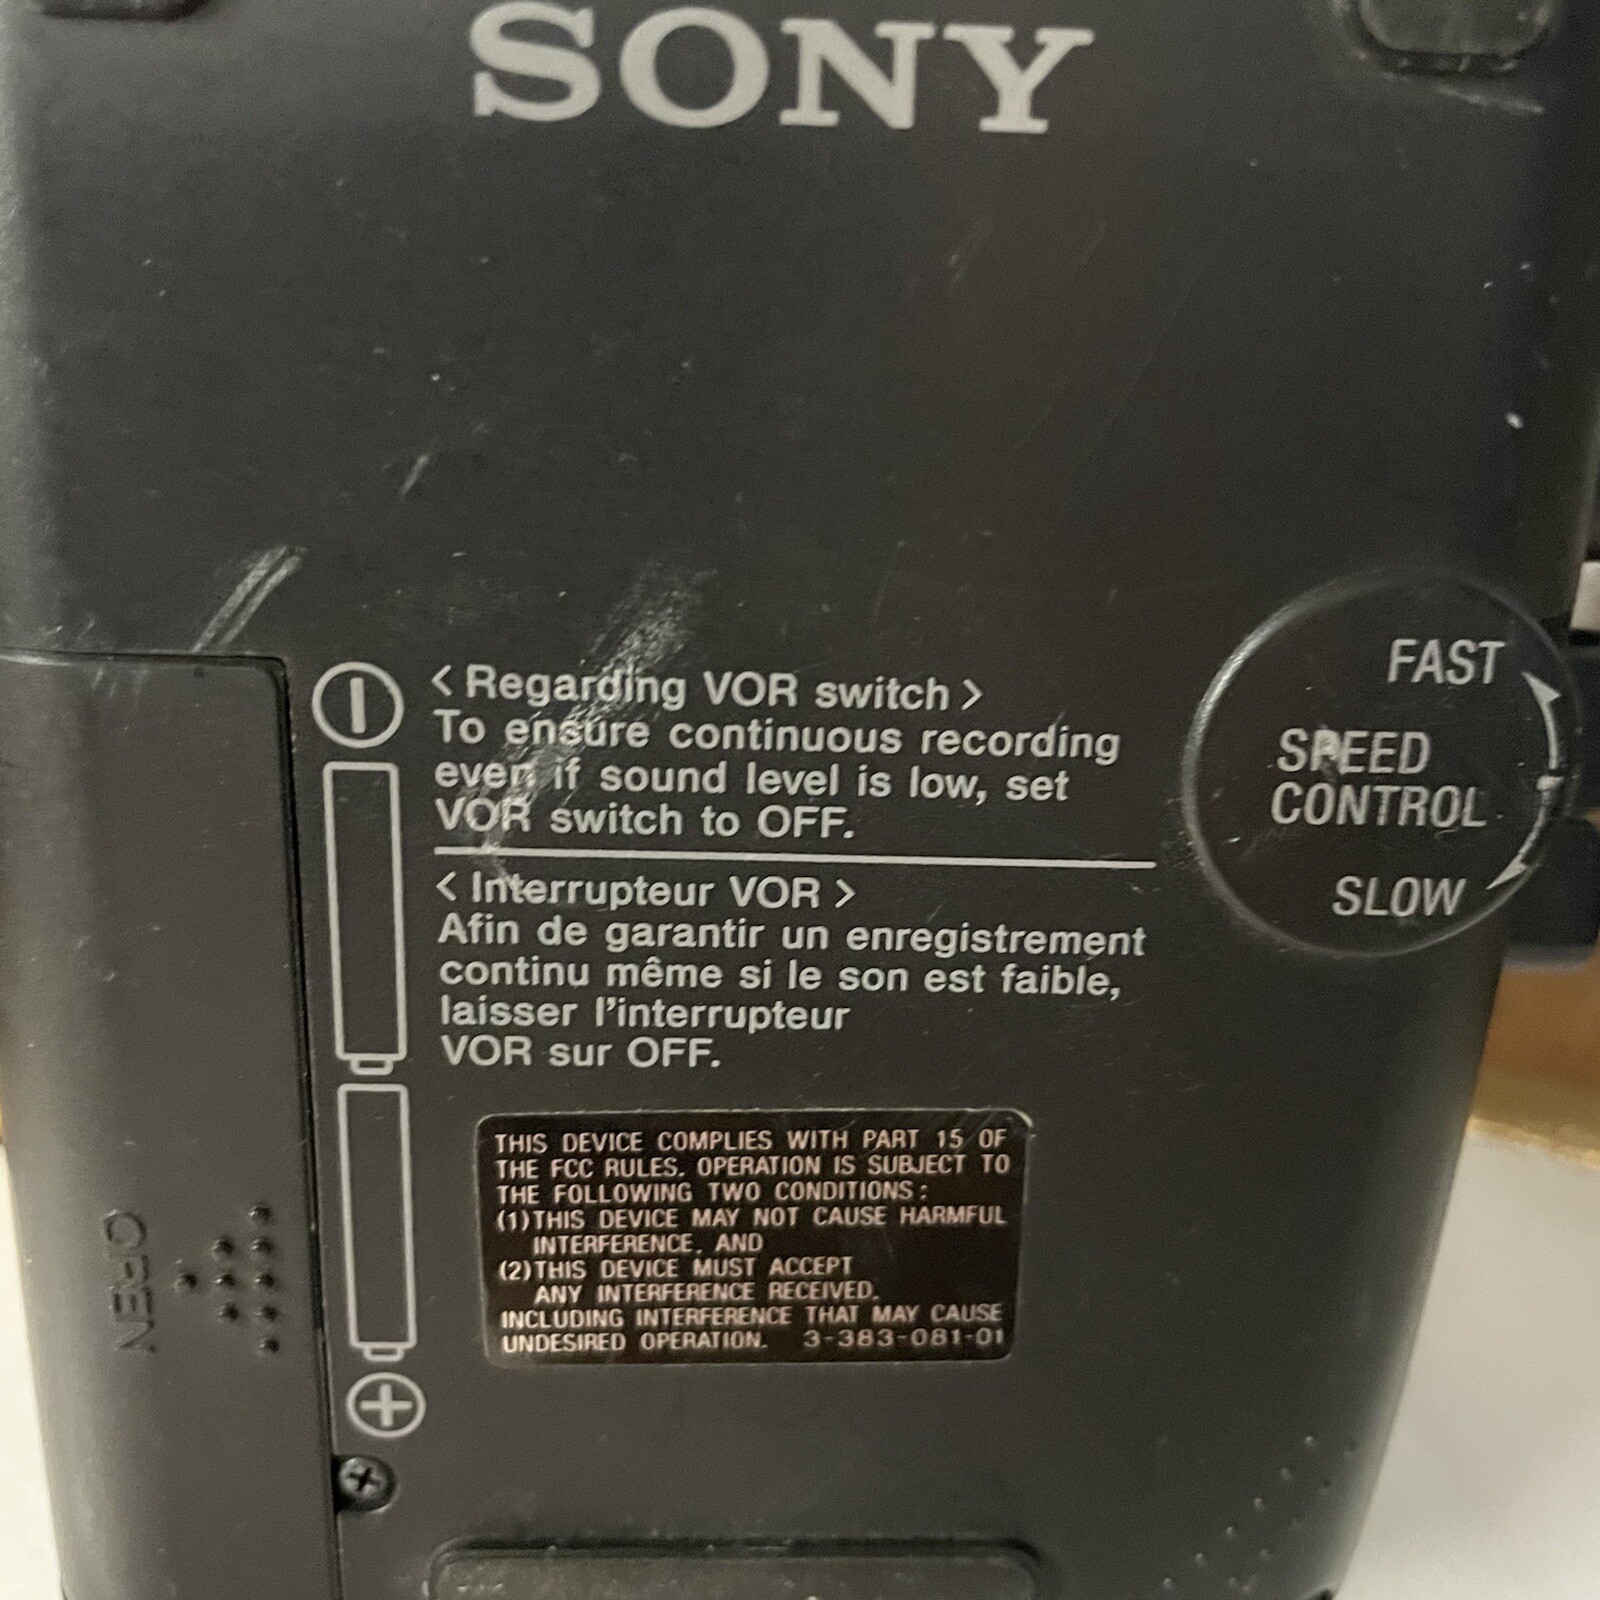 SONY
< Regarding VOR switch >
To ensure continuous recording
even if sound level is low, set
VOR switch to OFF.
< Interrupteur VOR >
Afin de garantir un enregistrement
continu même si le son est faible,
laisser l'interrupteur
VOR sur OFF.
FAST
SPEED
CONTROL
SLOW
OPEN
THIS DEVICE COMPLIES WITH PART 15 OF
THE FCC RULES. OPERATION IS SUBJECT TO
THE FOLLOWING TWO CONDITIONS:
(1)THIS DEVICE MAY NOT CAUSE HARMFUL
INTERFERENCE, AND
(2)THIS DEVICE MUST ACCEPT
ANY INTERFERENCE RECEIVED.
INCLUDING INTERFERENCE THAT MAY CAUSE
UNDESIRED OPERATION. 3-383-081-01